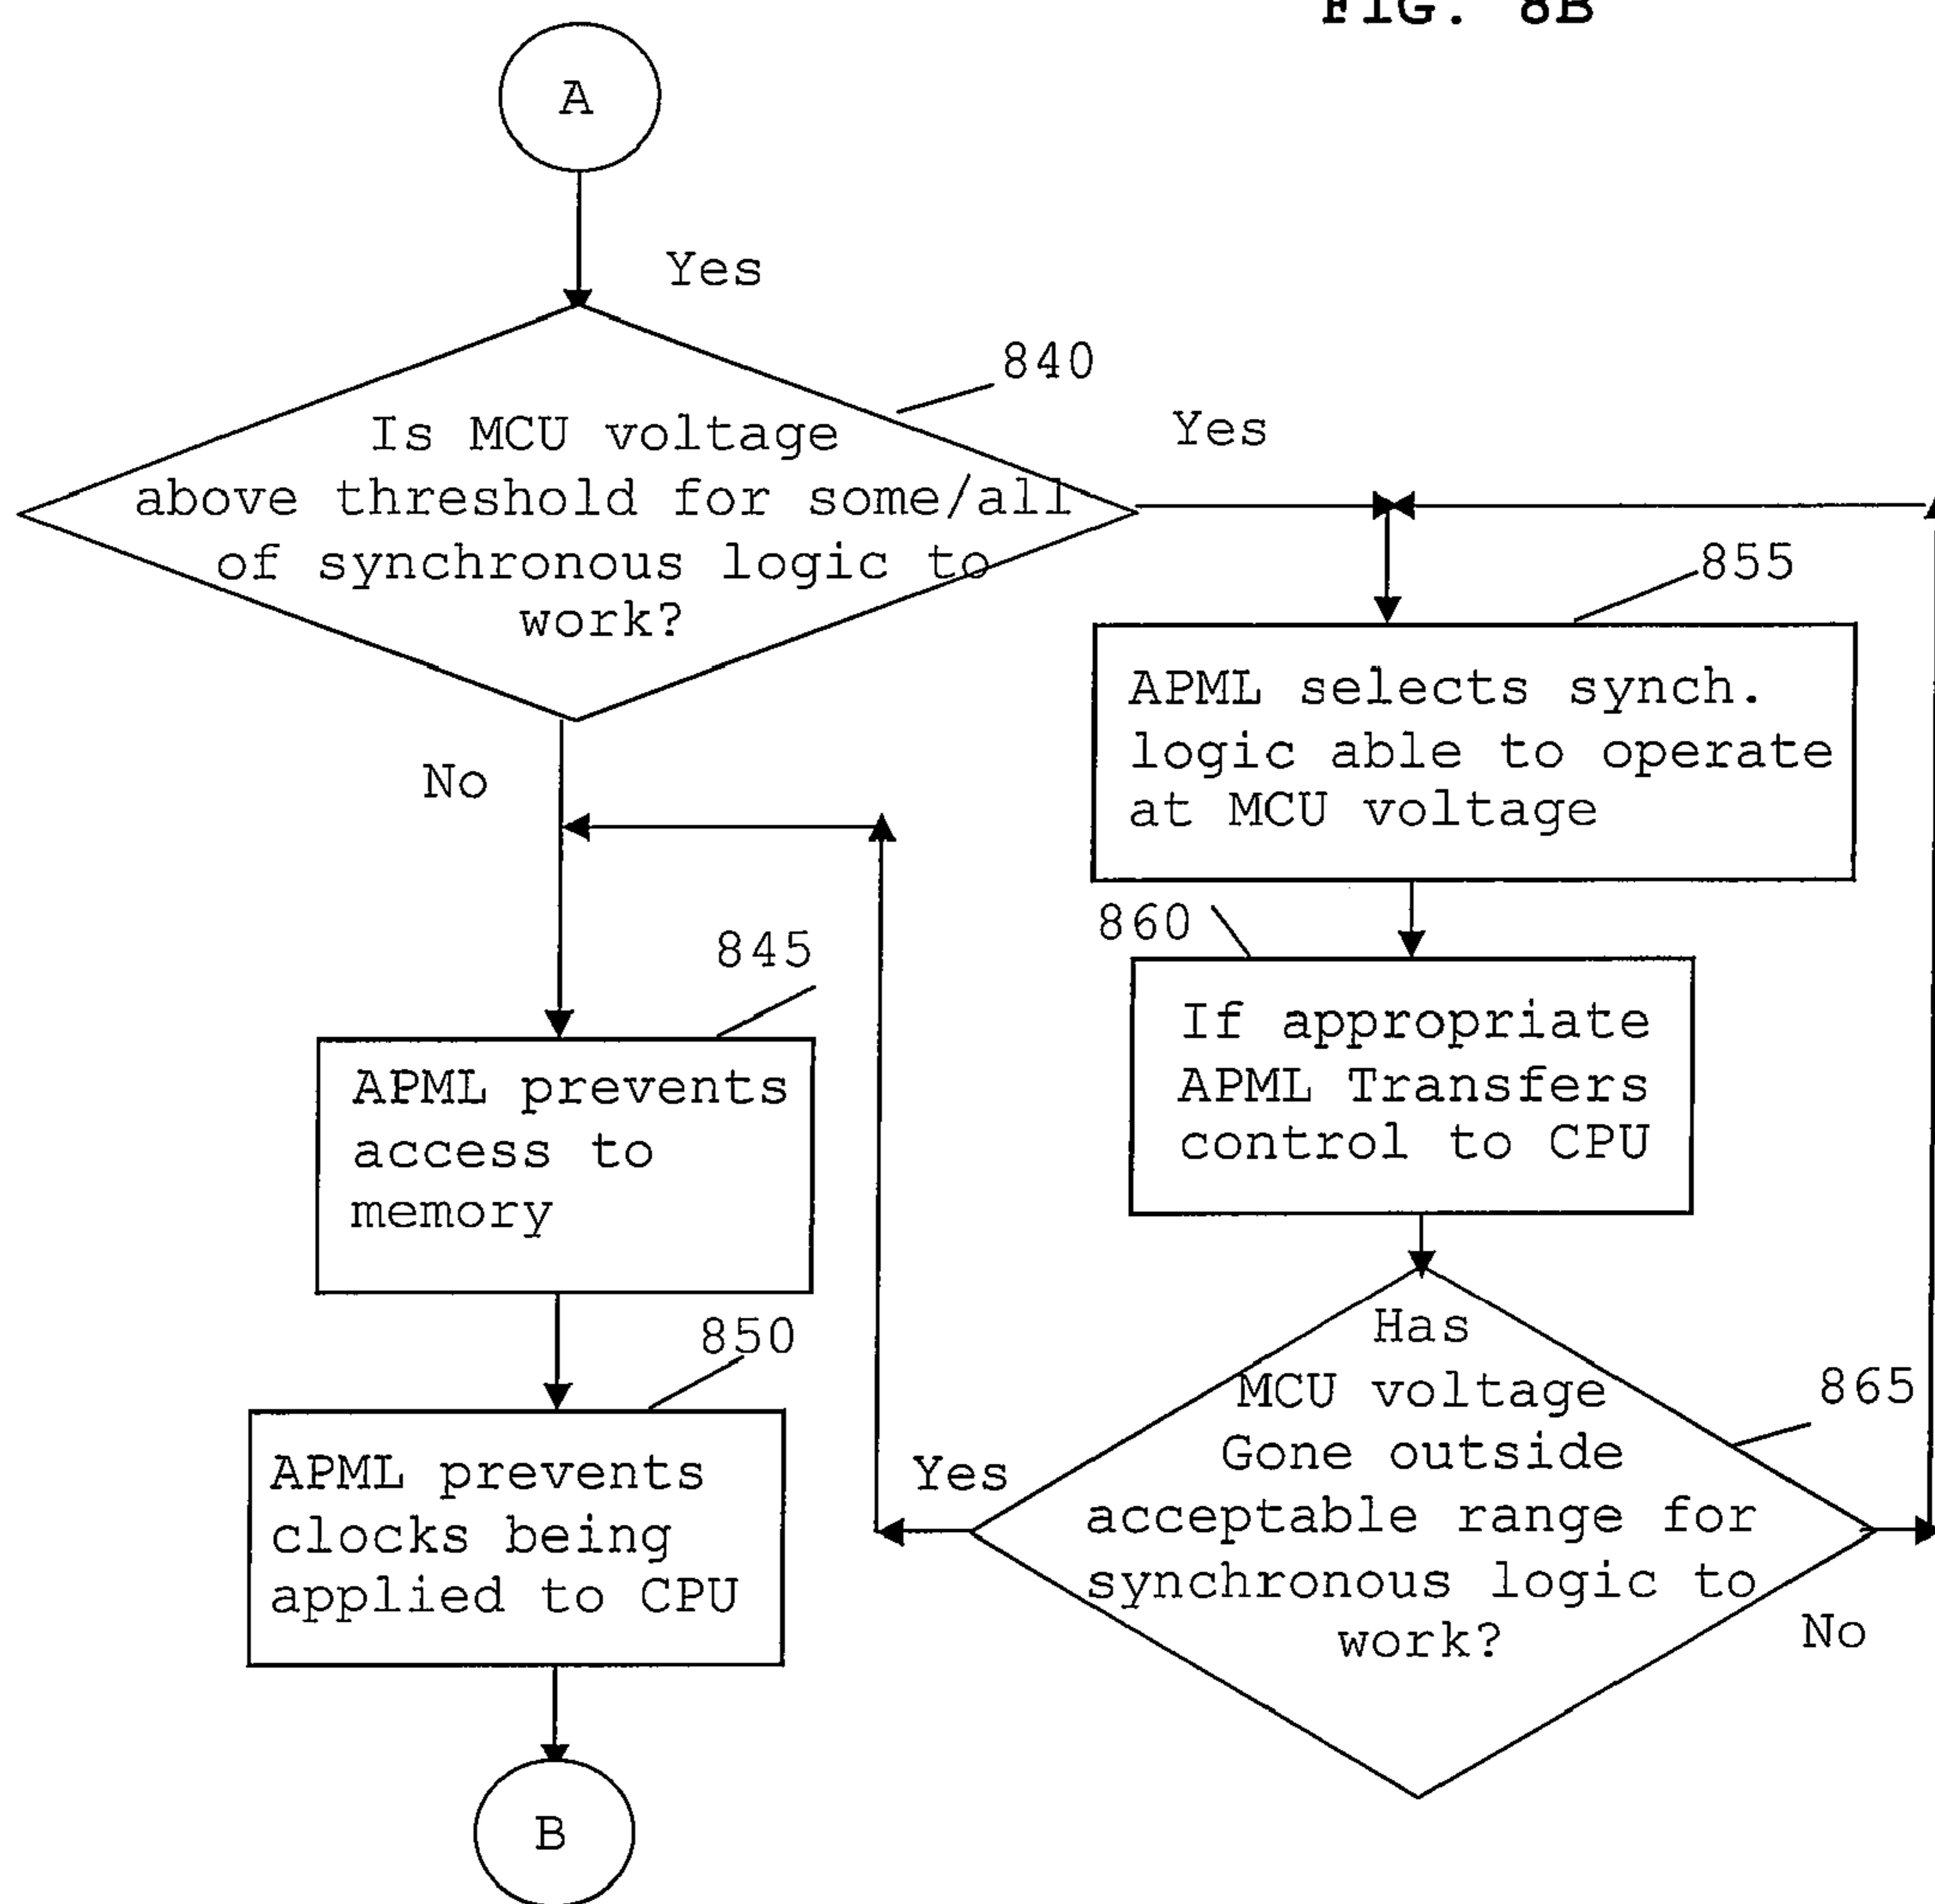 FIG. 8B
A
Yes
840
Is MCU voltage
above threshold for some/all
of synchronous logic to
work?
Yes
No
855
APML selects synch.
logic able to operate
at MCU voltage
860
If appropriate
APML Transfers
control to CPU
845
APML prevents
access to
memory
850
APML prevents
clocks being
applied to CPU
865
Has
MCU voltage
Gone outside
acceptable range for
synchronous logic to
work?
Yes
No
B